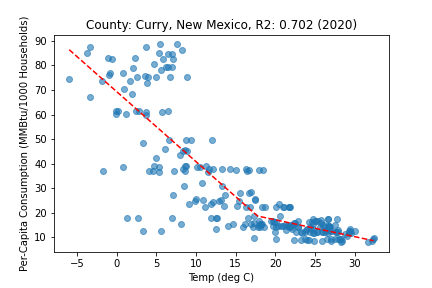 County: Curry, New Mexico, R2: 0.702 (2020)
Per-Capita Consumption (MMBtu/1000 Households)
90
80
70
60
50
40
30
20
10
−5 0 5 10 15 20 25 30
Temp (deg C)